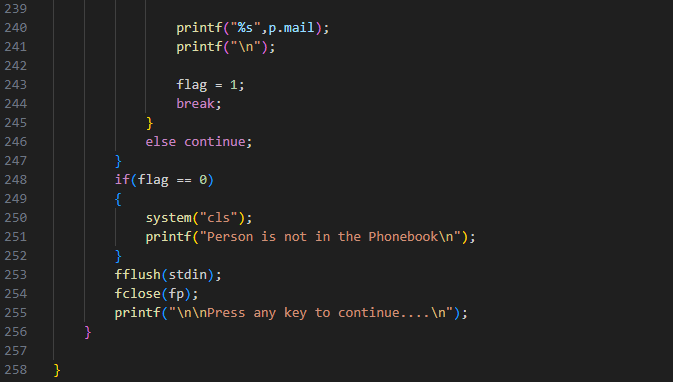 239
240 printf("%s",p.mail);
241 printf("\n");
242
243 flag = 1;
244 break;
245 }
246 else continue;
247 }
248 if(flag == 0)
249 {
250 system("cls");
251 printf("Person is not in the Phonebook\n");
252 }
253 fflush(stdin);
254 fclose(fp);
255 printf("\n\nPress any key to continue....\n");
256 }
257
258 }